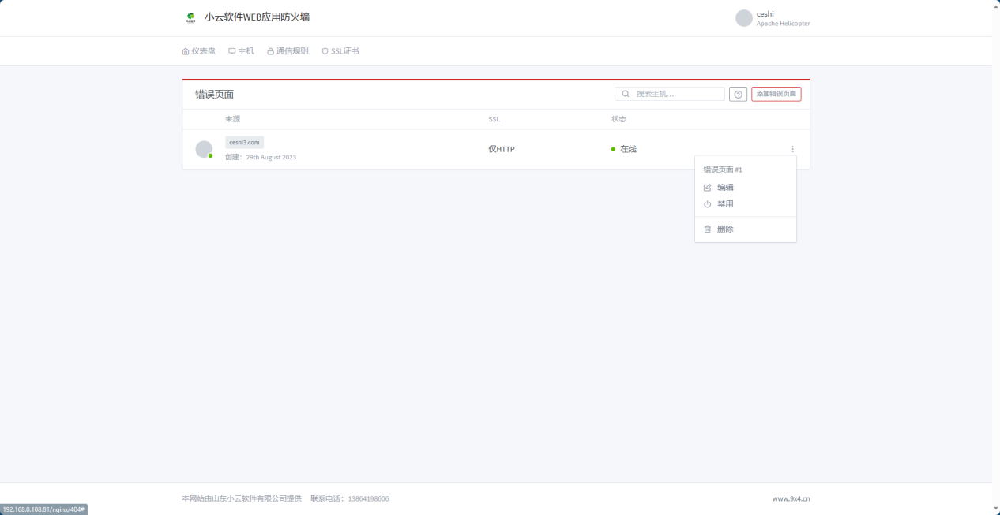 小云软件WEB应用防火墙
ceshi
Apache Helicopter
仪表盘 主机 通信规则 SSL证书
错误页面 搜索主机... 添加错误页面
来源 SSL 状态
ceshi3.com
创建：29th August 2023
仅HTTP 在线
错误页面 #1
编辑
禁用
删除
本网站由山东小云软件有限公司提供 联系电话：13864198606 www.9x4.cn
192.168.0.108:81/nginx/404#